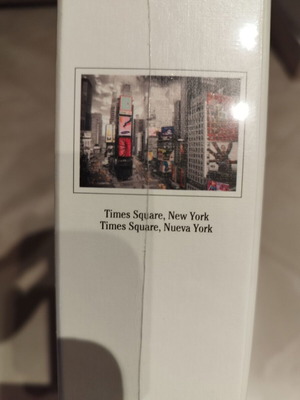 Times Square, New York
Times Square, Nueva York